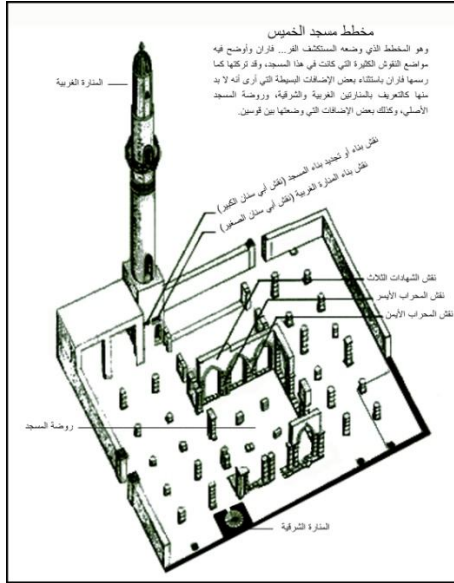 مخطط مسجد الخميس
وهو المخطط الذي وضعه المستكشف الفر... فاران وأوضح فيه
مواضع النقوش الكثيرة التي كانت في هذا المسجد، وقد تركتها كما
رسمها فاران باستثناء بعض الإضافات البسيطة التي أرى أنه لا بد
منها كالتعريف بالمنارتين الغربية والشرقية، وروضة المسجد
الأصلي، وكذلك بعض الإضافات التي وضعتها بين قوسين.
المنارة الغربية
نقش بناء أو تجديد بناء المسجد (نقش أبي سنان الكبير)
نقش بناء المنارة الغربية (نقش أبي سنان الصغير)
نقش الشهادات الثلاث
نقش المحراب الأيسر
نقش المحراب الأيمن
روضة المسجد
المنارة الشرقية